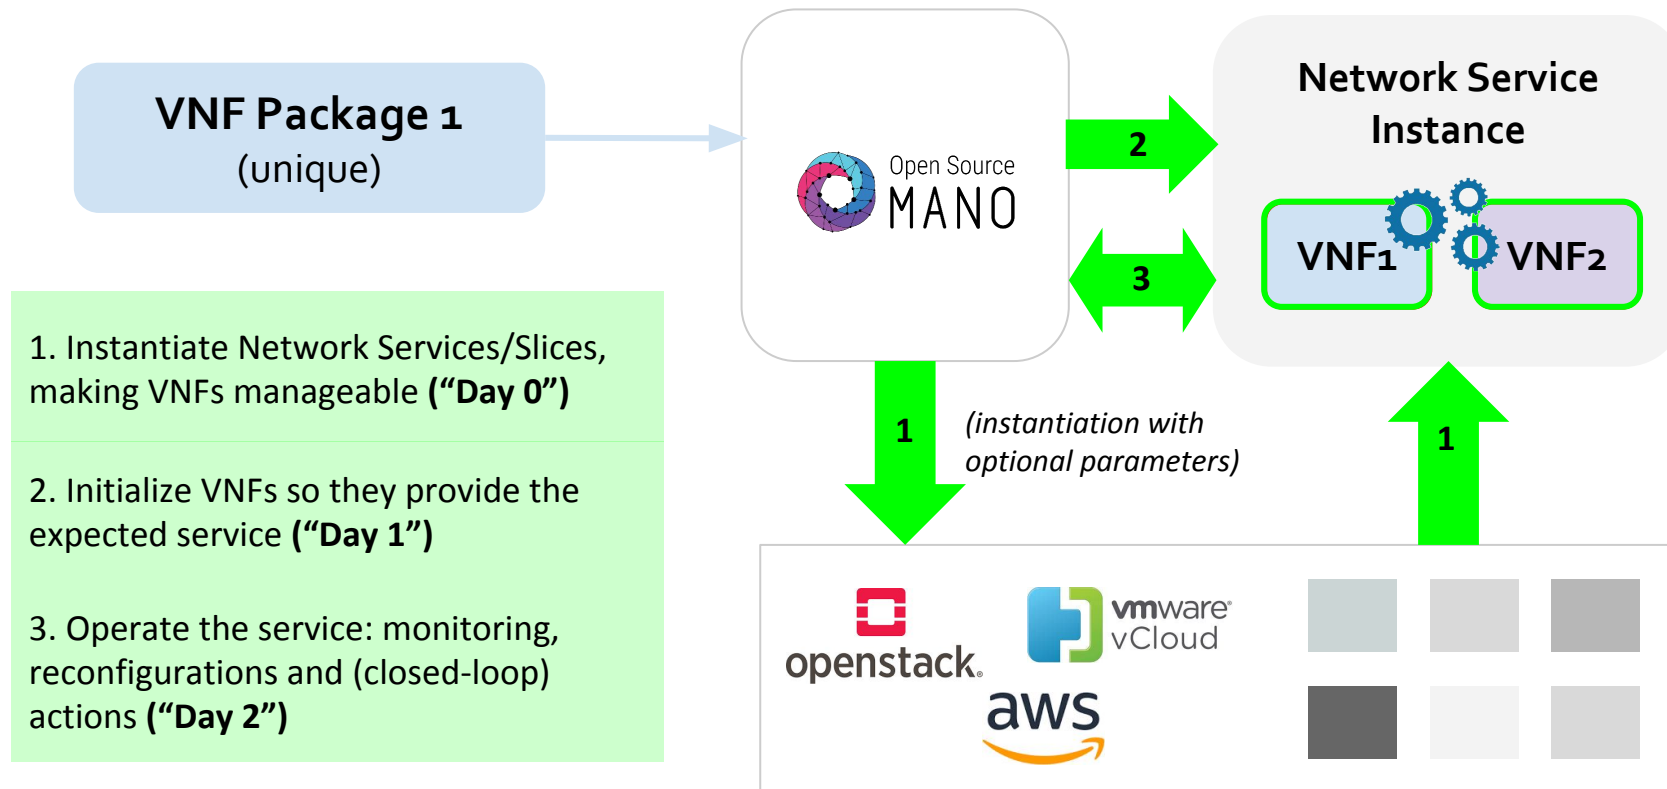 VNF Package 1
(unique)
Open Source
MANO
2
3
Network Service
Instance
VNF1
VNF2
1. Instantiate Network Services/Slices,
making VNFs manageable (“Day 0”)
2. Initialize VNFs so they provide the
expected service (“Day 1”)
3. Operate the service: monitoring,
reconfigurations and (closed-loop)
actions (“Day 2”)
1
(instantiation with
optional parameters)
1
openstack.
vmware®
vCloud
aws